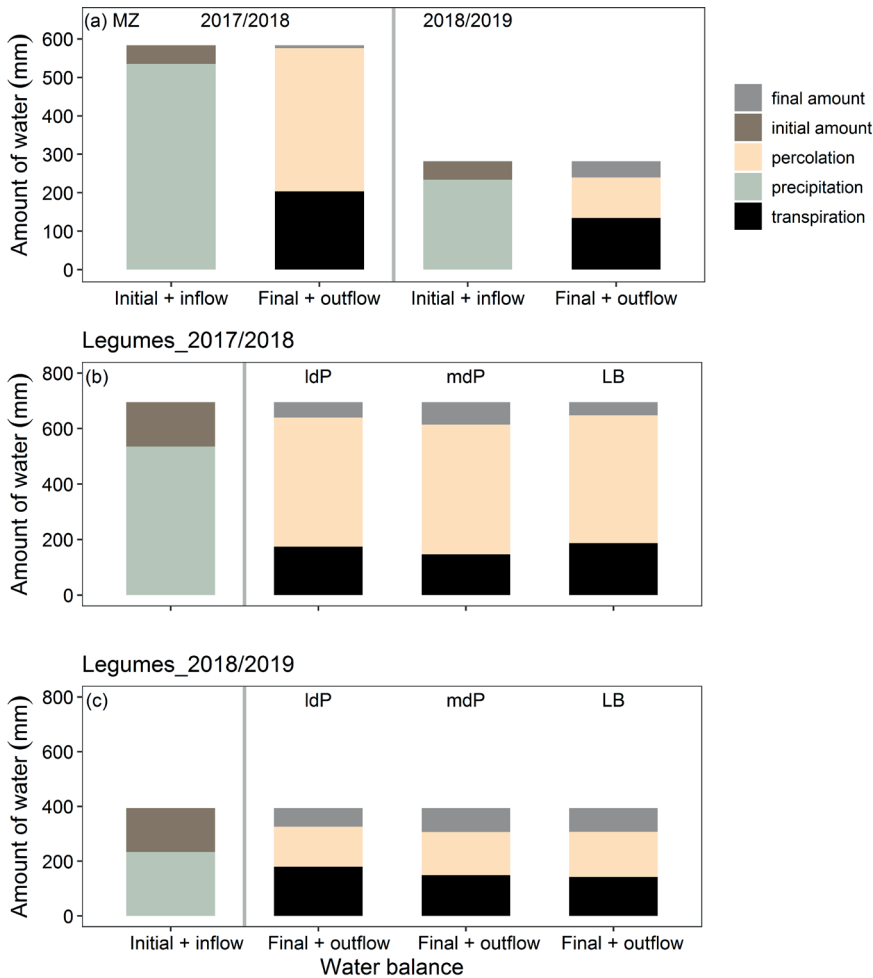 (a) MZ 2017/2018 2018/2019
Amount of water (mm)
600
500
400
300
200
100
0
Initial + inflow Final + outflow Initial + inflow Final + outflow
final amount
initial amount
percolation
precipitation
transpiration
Legumes_2017/2018
(b) ldP mdP LB
Amount of water (mm)
800
600
400
200
0
Legumes_2018/2019
(c) ldP mdP LB
Amount of water (mm)
800
600
400
200
0
Initial + inflow Final + outflow Final + outflow Final + outflow
Water balance